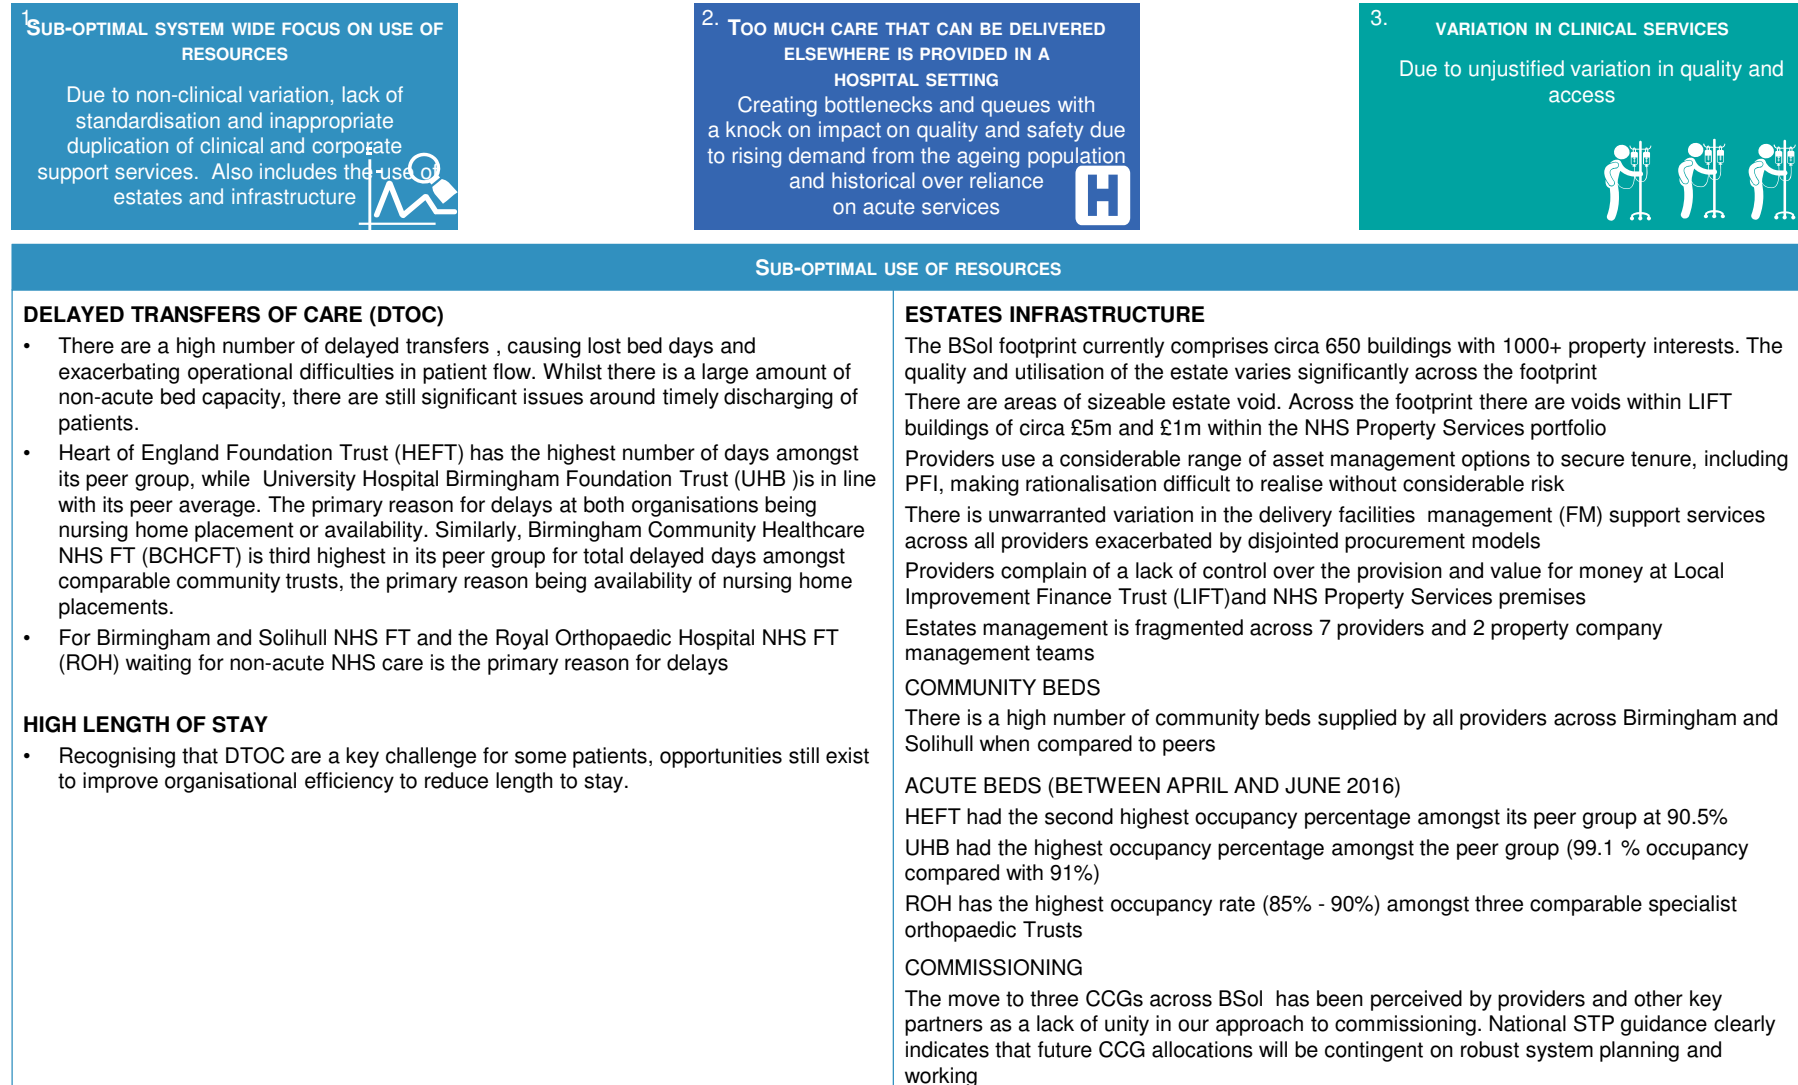 1.
SUB-OPTIMAL SYSTEM WIDE FOCUS ON USE OF
RESOURCES
Due to non-clinical variation, lack of
standardisation and inappropriate
duplication of clinical and corporate
support services.  Also includes the use of
estates and infrastructure
2.
TOO MUCH CARE THAT CAN BE DELIVERED
ELSEWHERE IS PROVIDED IN A
HOSPITAL SETTING
Creating bottlenecks and queues with
a knock on impact on quality and safety due
to rising demand from the ageing population
and historical over reliance
on acute services
H
3.
VARIATION IN CLINICAL SERVICES
Due to unjustified variation in quality and
access
SUB-OPTIMAL USE OF RESOURCES
DELAYED TRANSFERS OF CARE (DTOC)
• There are a high number of delayed transfers , causing lost bed days and
exacerbating operational difficulties in patient flow. Whilst there is a large amount of
non-acute bed capacity, there are still significant issues around timely discharging of
patients.
• Heart of England Foundation Trust (HEFT) has the highest number of days amongst
its peer group, while  University Hospital Birmingham Foundation Trust (UHB )is in line
with its peer average. The primary reason for delays at both organisations being
nursing home placement or availability. Similarly, Birmingham Community Healthcare
NHS FT (BCHCFT) is third highest in its peer group for total delayed days amongst
comparable community trusts, the primary reason being availability of nursing home
placements.
• For Birmingham and Solihull NHS FT and the Royal Orthopaedic Hospital NHS FT
(ROH) waiting for non-acute NHS care is the primary reason for delays
HIGH LENGTH OF STAY
• Recognising that DTOC are a key challenge for some patients, opportunities still exist
to improve organisational efficiency to reduce length to stay.
ESTATES INFRASTRUCTURE
The BSol footprint currently comprises circa 650 buildings with 1000+ property interests. The
quality and utilisation of the estate varies significantly across the footprint
There are areas of sizeable estate void. Across the footprint there are voids within LIFT
buildings of circa £5m and £1m within the NHS Property Services portfolio
Providers use a considerable range of asset management options to secure tenure, including
PFI, making rationalisation difficult to realise without considerable risk
There is unwarranted variation in the delivery facilities  management (FM) support services
across all providers exacerbated by disjointed procurement models
Providers complain of a lack of control over the provision and value for money at Local
Improvement Finance Trust (LIFT)and NHS Property Services premises
Estates management is fragmented across 7 providers and 2 property company
management teams
COMMUNITY BEDS
There is a high number of community beds supplied by all providers across Birmingham and
Solihull when compared to peers
ACUTE BEDS (BETWEEN APRIL AND JUNE 2016)
HEFT had the second highest occupancy percentage amongst its peer group at 90.5%
UHB had the highest occupancy percentage amongst the peer group (99.1 % occupancy
compared with 91%)
ROH has the highest occupancy rate (85% - 90%) amongst three comparable specialist
orthopaedic Trusts
COMMISSIONING
The move to three CCGs across BSol  has been perceived by providers and other key
partners as a lack of unity in our approach to commissioning. National STP guidance clearly
indicates that future CCG allocations will be contingent on robust system planning and
working